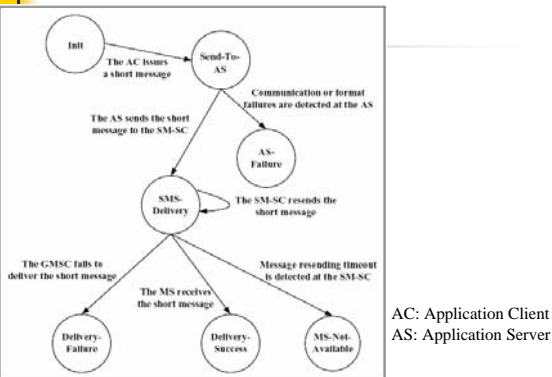 Init
The AC issues
a short message
Send-To-
AS
Communication or format
failures are detected at the AS
The AS sends the short
message to the SM-SC
AS-
Failure
SMS-
Delivery
The SM-SC resends the
short message
The GMSC fails to
deliver the short message
The MS receives
the short message
Message resending timeout
is detected at the SM-SC
Delivery-
Failure
Delivery-
Success
MS-Not-
Available
AC: Application Client
AS: Application Server